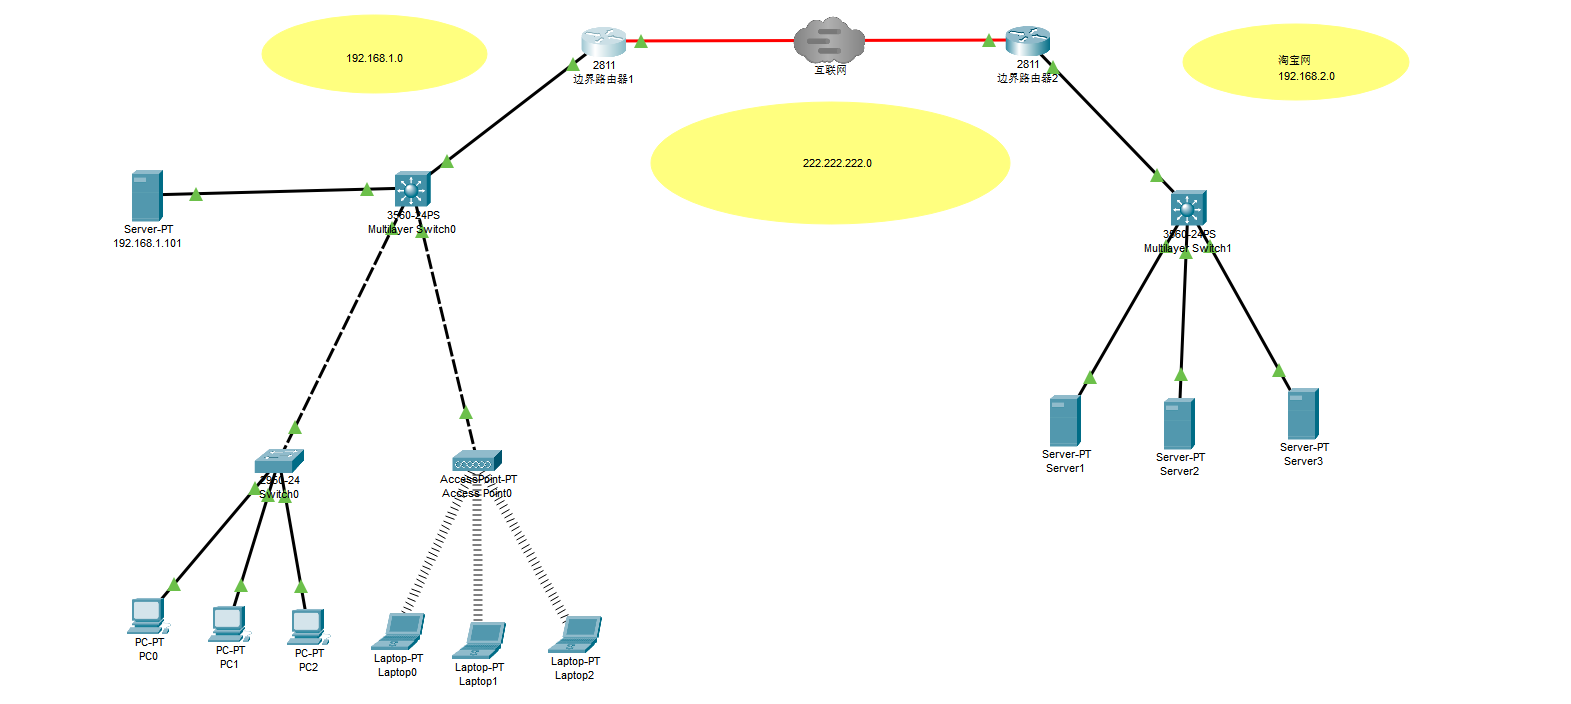 192.168.1.0
2811
边界路由器1
互联网
2811
边界路由器2
淘宝网
192.168.2.0
222.222.222.0
Server-PT
192.168.1.101
3560-24PS
Multilayer Switch0
3560-24PS
Multilayer Switch1
2950-24
Switch0
AccessPoint-PT
Access Point0
Server-PT
Server1
Server-PT
Server2
Server-PT
Server3
PC-PT
PC0
PC-PT
PC1
PC-PT
PC2
Laptop-PT
Laptop0
Laptop-PT
Laptop1
Laptop-PT
Laptop2